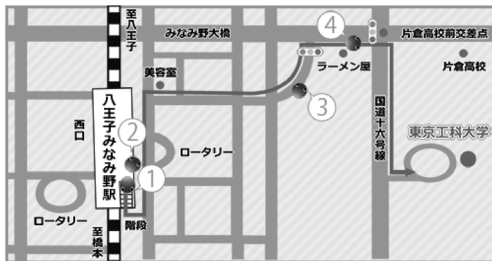 至八王子
みなみ野大橋
④
片倉高校前交差点
ラーメン屋
片倉高校
美容室
八王子みなみ野駅
西口
②
ロータリー
③
国道十六号線
東京工科大学
①
ロータリー
階段
至橋本